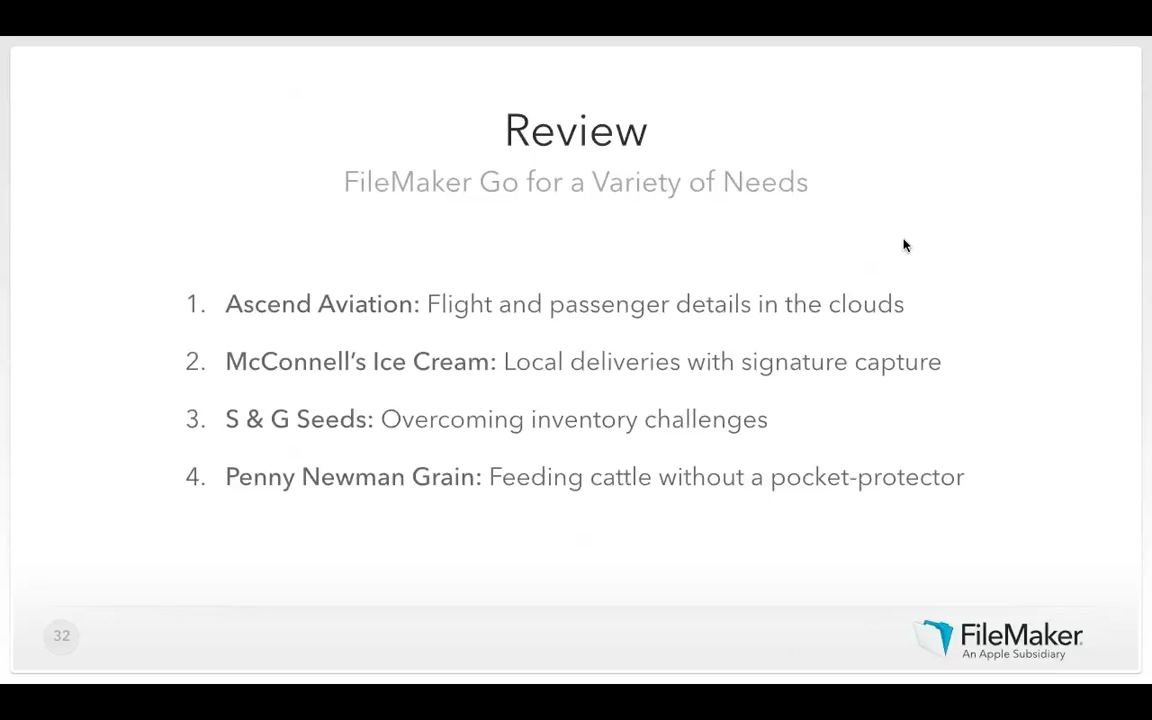 Review
FileMaker Go for a Variety of Needs
1. Ascend Aviation: Flight and passenger details in the clouds
2. McConnell’s Ice Cream: Local deliveries with signature capture
3. S & G Seeds: Overcoming inventory challenges
4. Penny Newman Grain: Feeding cattle without a pocket-protector
32
FileMaker.
An Apple Subsidiary